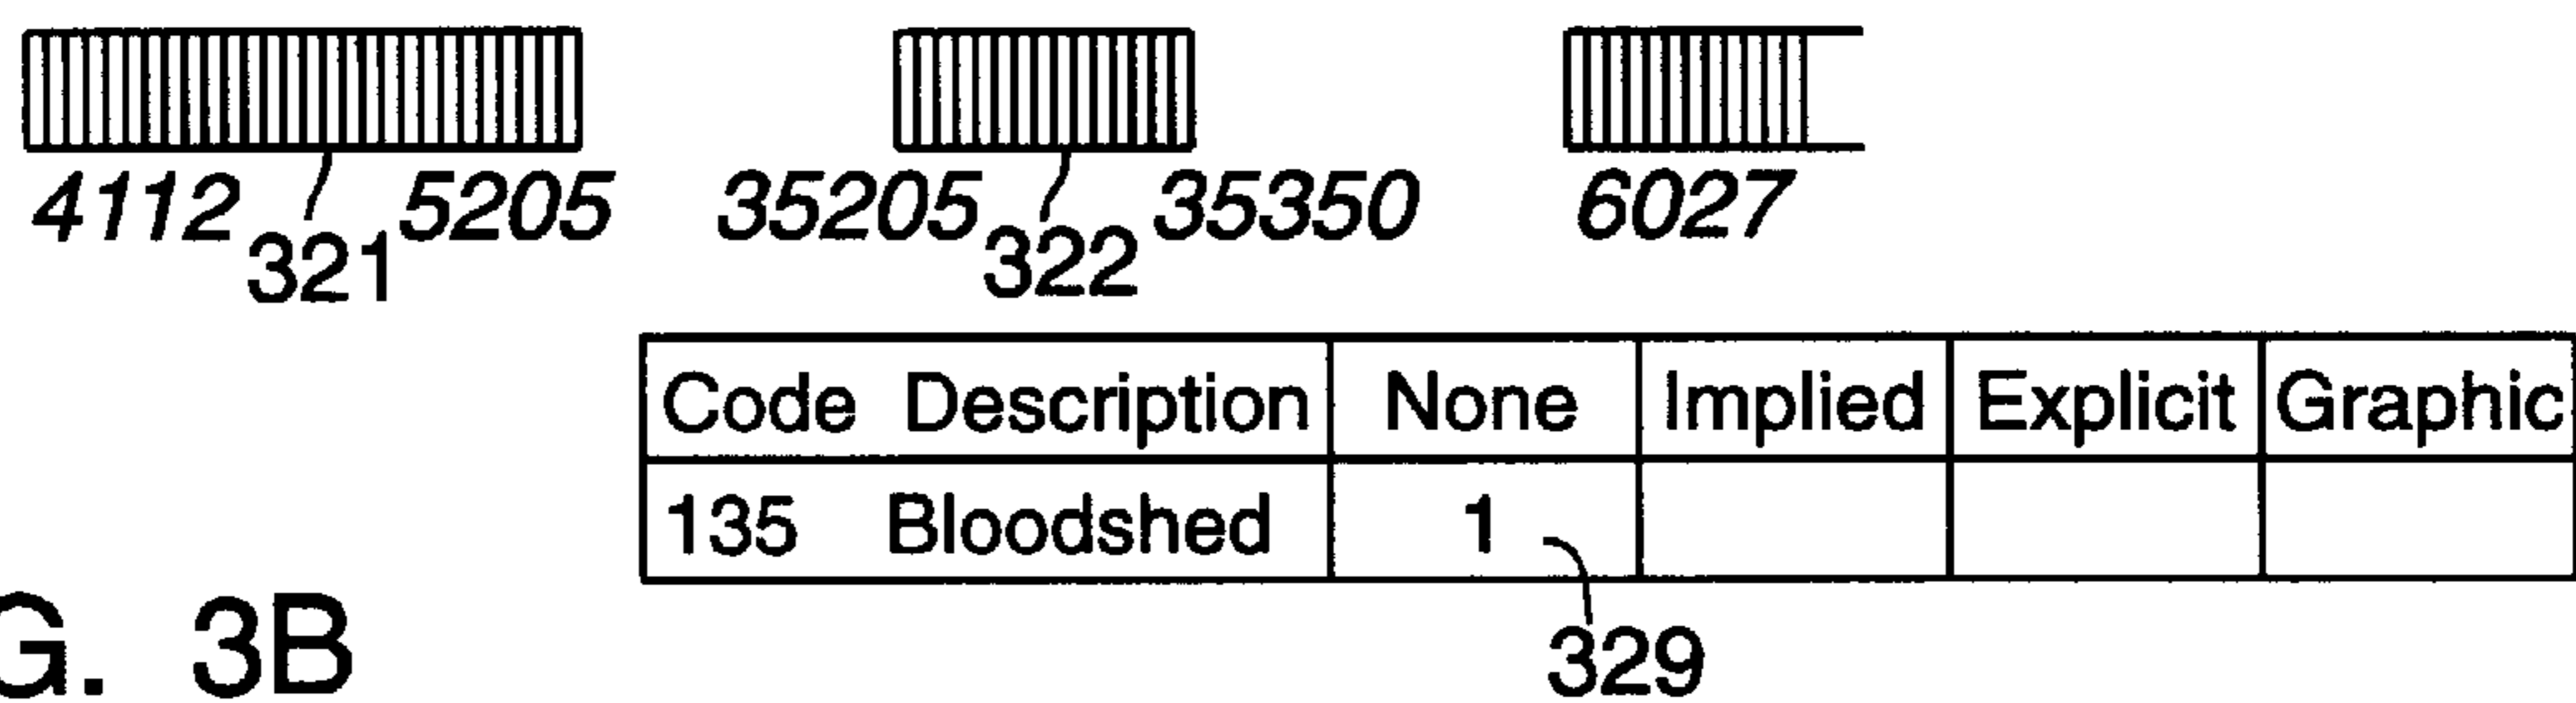 4112 321 5205 35205 322 35350 6027
Code Description None Implied Explicit Graphic
135 Bloodshed 1
329
G. 3B